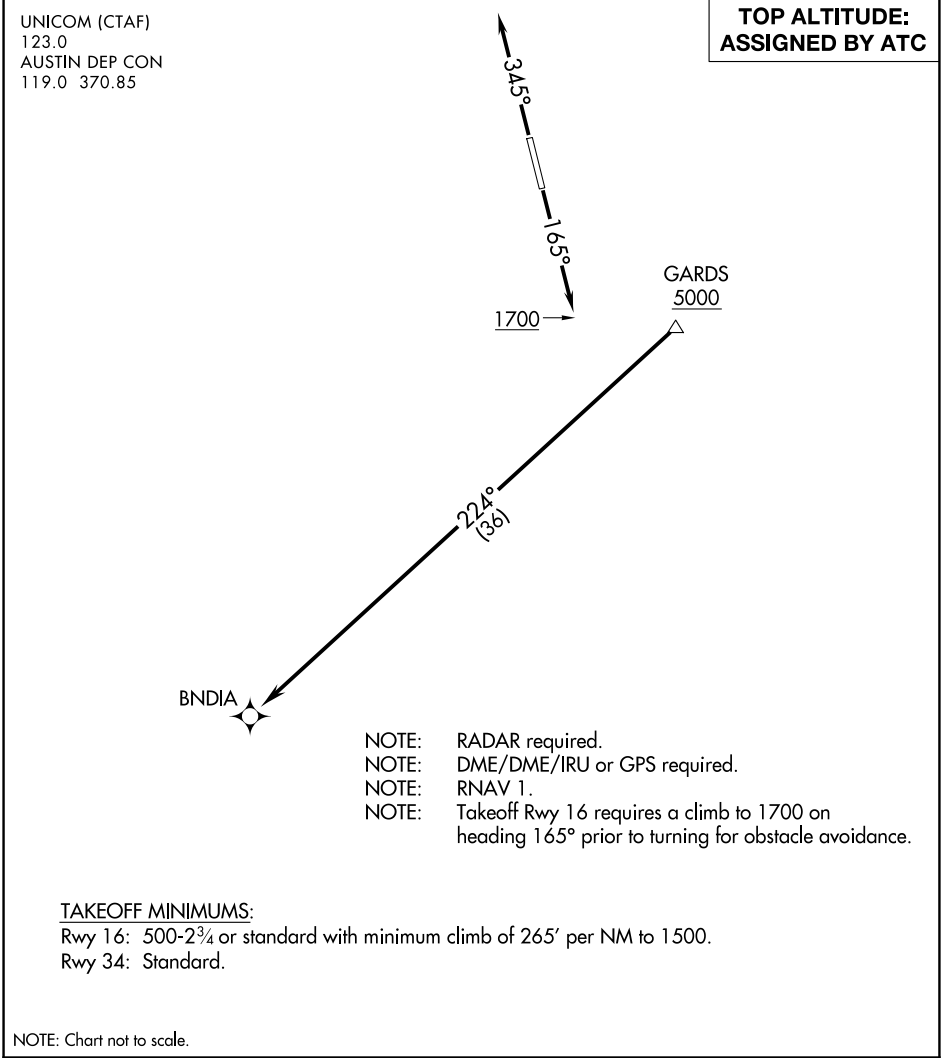 UNICOM (CTAF)
123.0
AUSTIN DEP CON
119.0 370.85
TOP ALTITUDE:
ASSIGNED BY ATC
345°
165°
1700
GARDS
5000
224°
(36)
BNDIA
NOTE: RADAR required.
NOTE: DME/DME/IRU or GPS required.
NOTE: RNAV 1.
NOTE: Takeoff Rwy 16 requires a climb to 1700 on
heading 165° prior to turning for obstacle avoidance.
TAKEOFF MINIMUMS:
Rwy 16: 500-2¾ or standard with minimum climb of 265' per NM to 1500.
Rwy 34: Standard.
NOTE: Chart not to scale.